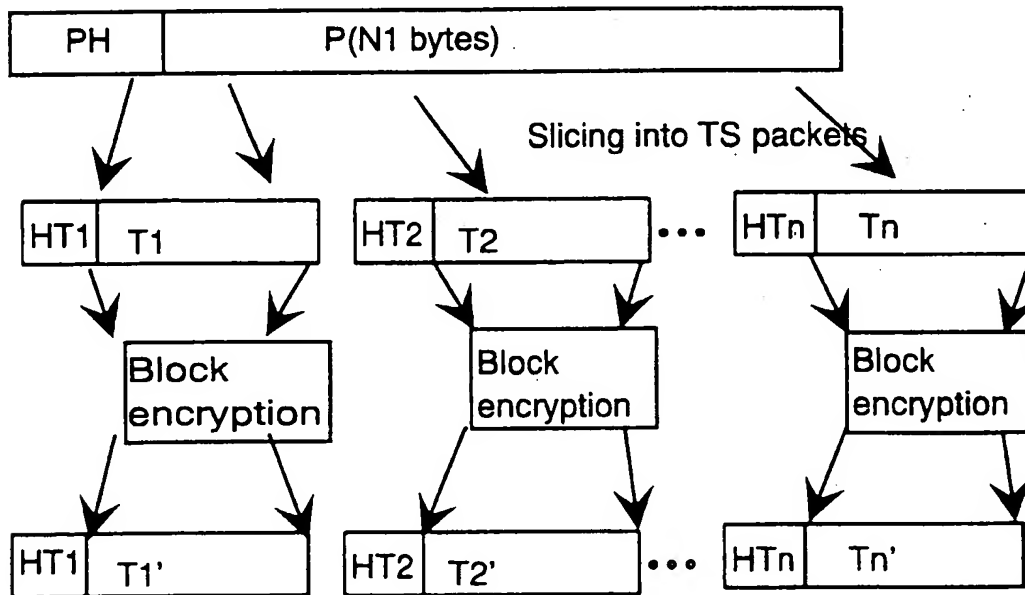 PH P(N1 bytes)
Slicing into TS packets
HT1 T1 HT2 T2 ••• HTn Tn
Block Block Block
encryption encryption encryption
HT1 T1' HT2 T2' ••• HTn Tn'